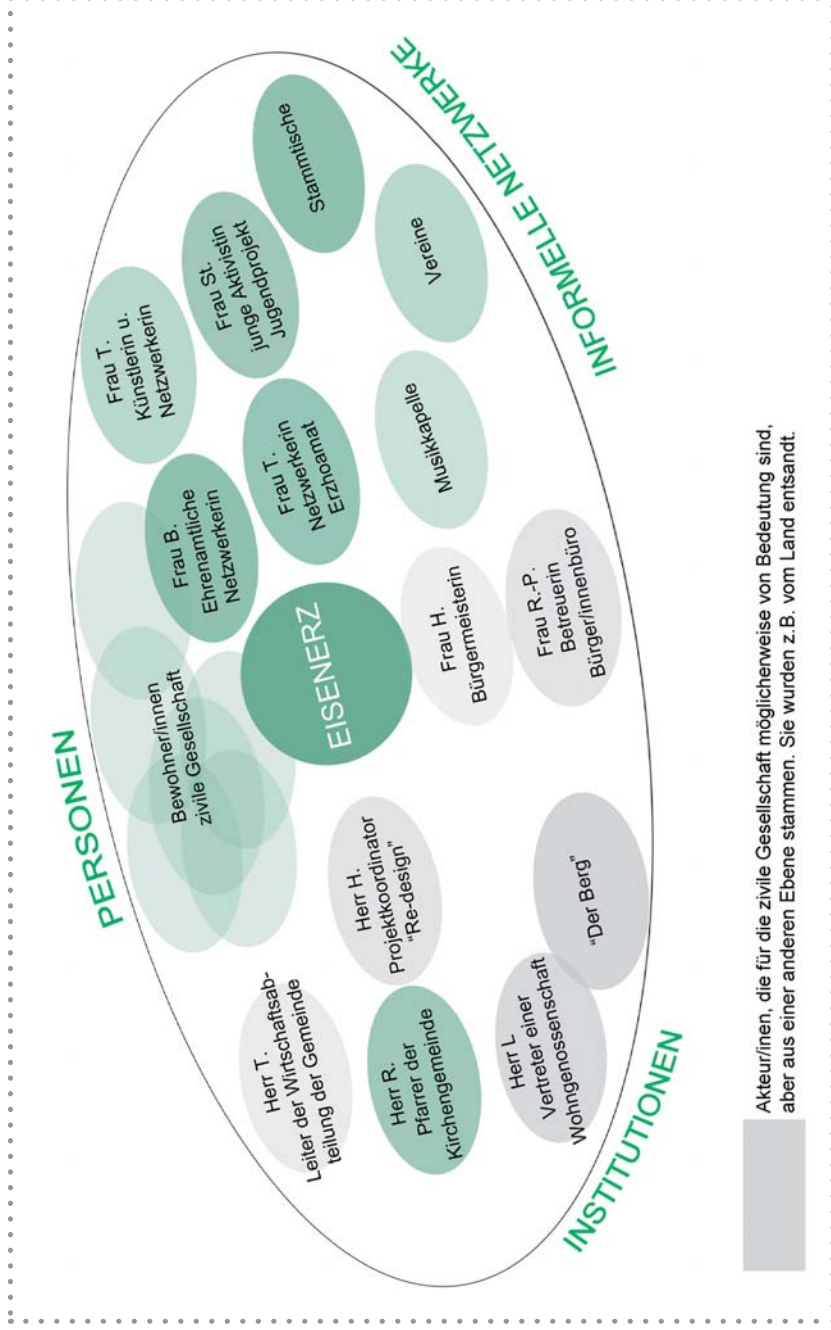 PERSONEN
INFORMELLE NETZWERKE
INSTITUTIONEN
EISENERZ
Bewohner/innen
zivile Gesellschaft
Frau B.
Ehrenamtliche
Netzwerkerin
Frau T.
Künstlerin u.
Netzwerkerin
Frau St.
junge Aktivistin
Jugendprojekt
Stammtische
Frau T.
Netzwerkerin
Erzhoamat
Musikkapelle
Vereine
Frau H.
Bürgermeisterin
Frau R.-P.
Betreuerin
Bürger/innenbüro
Herr T.
Leiter der Wirtschaftsab-
teilung der Gemeinde
Herr H.
Projektkoordinator
"Re-design"
Herr R.
Pfarrer der
Kirchengemeinde
Herr L
Vertreter einer
Wohngenossenschaft
"Der Berg"
Akteur/inen, die für die zivile Gesellschaft möglicherweise von Bedeutung sind,
aber aus einer anderen Ebene stammen. Sie wurden z.B. vom Land entsandt.